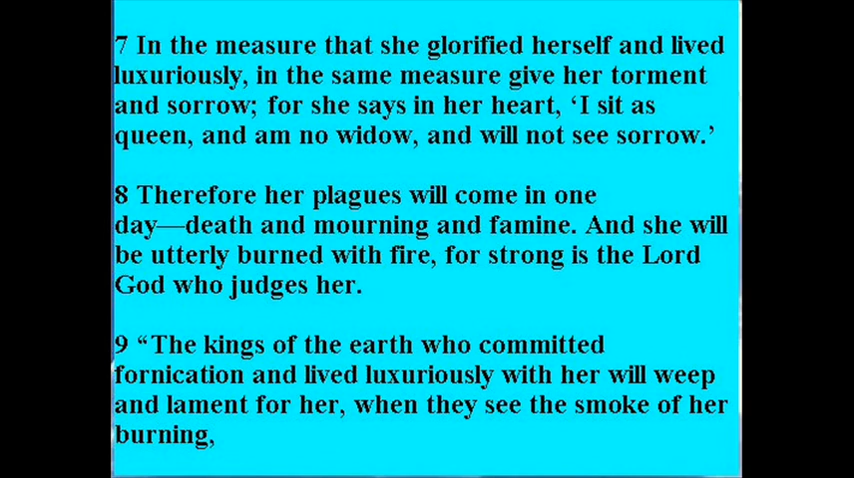 7 In the measure that she glorified herself and lived
luxuriously, in the same measure give her torment
and sorrow; for she says in her heart, ‘I sit as
queen, and am no widow, and will not see sorrow.’
8 Therefore her plagues will come in one
day—death and mourning and famine. And she will
be utterly burned with fire, for strong is the Lord
God who judges her.
9 “The kings of the earth who committed
fornication and lived luxuriously with her will weep
and lament for her, when they see the smoke of her
burning,